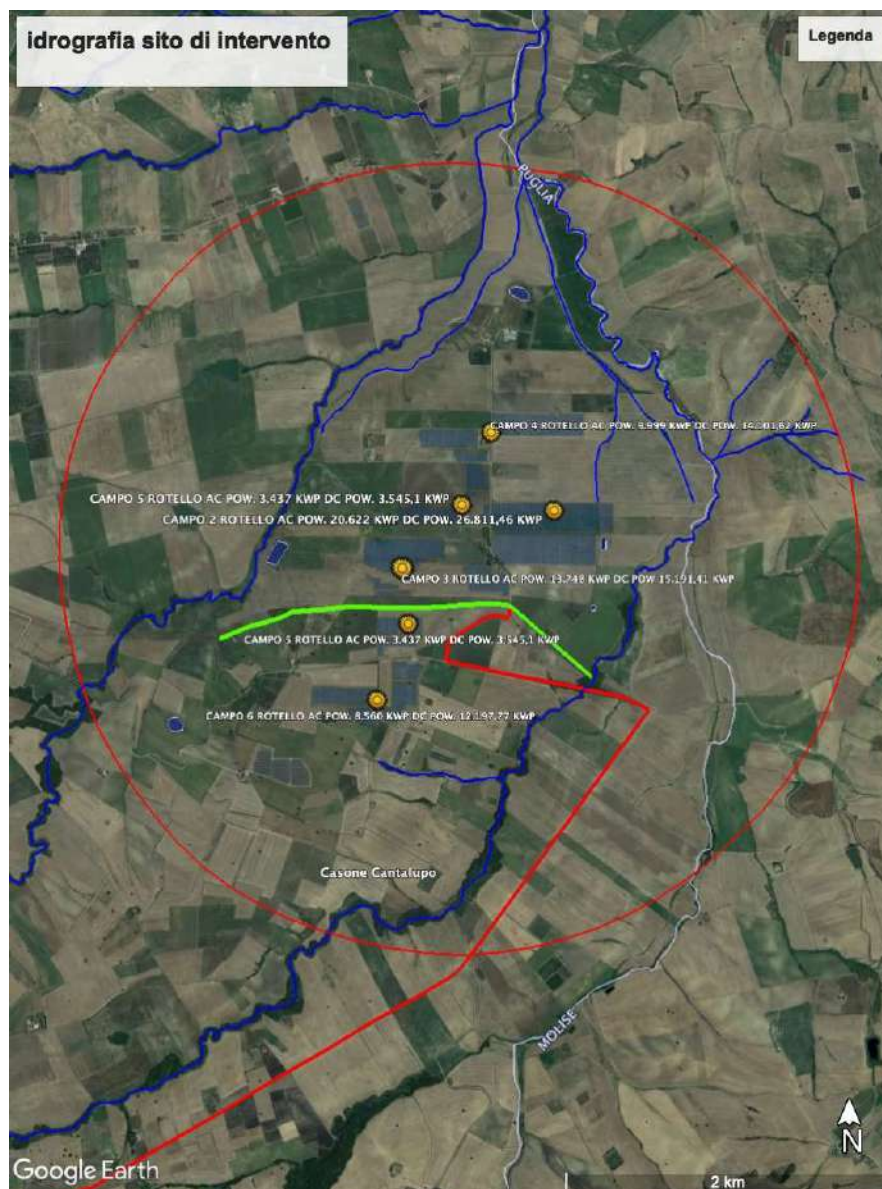 idrografia sito di intervento
Legenda
PUGLIA
CAMPO 4 ROTELLO AC POW. 9.999 KWP DC POW. 14.101,62 KWP
CAMPO 5 ROTELLO AC POW. 3.437 KWP DC POW. 3.545,1 KWP
CAMPO 2 ROTELLO AC POW. 20.622 KWP DC POW. 26.811,46 KWP
CAMPO 3 ROTELLO AC POW. 13.748 KWP DC POW 15.191,41 KWP
CAMPO 5 ROTELLO AC POW. 3.437 KWP DC POW. 3.545,1 KWP
CAMPO 6 ROTELLO AC POW. 8.560 KWP DC POW. 12.197,77 KWP
Casone Cantalupo
MOLISE
N
Google Earth
2 km